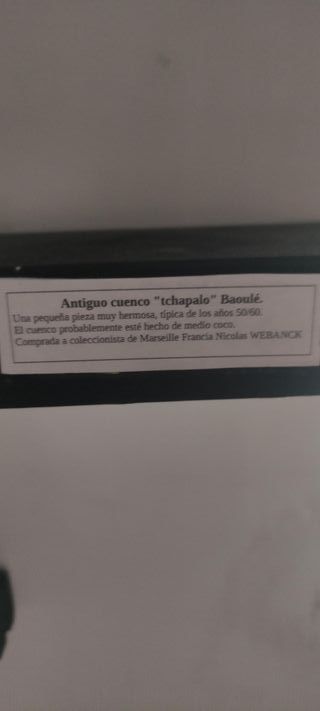 Antiguo cuenco "tchapalo" Baoulé.
Una pequeña pieza muy hermosa, típica de los años 50/60.
El cuenco probablemente esté hecho de medio coco.
Comprada a coleccionista de Marseille Francia Nicolas WEBANCK